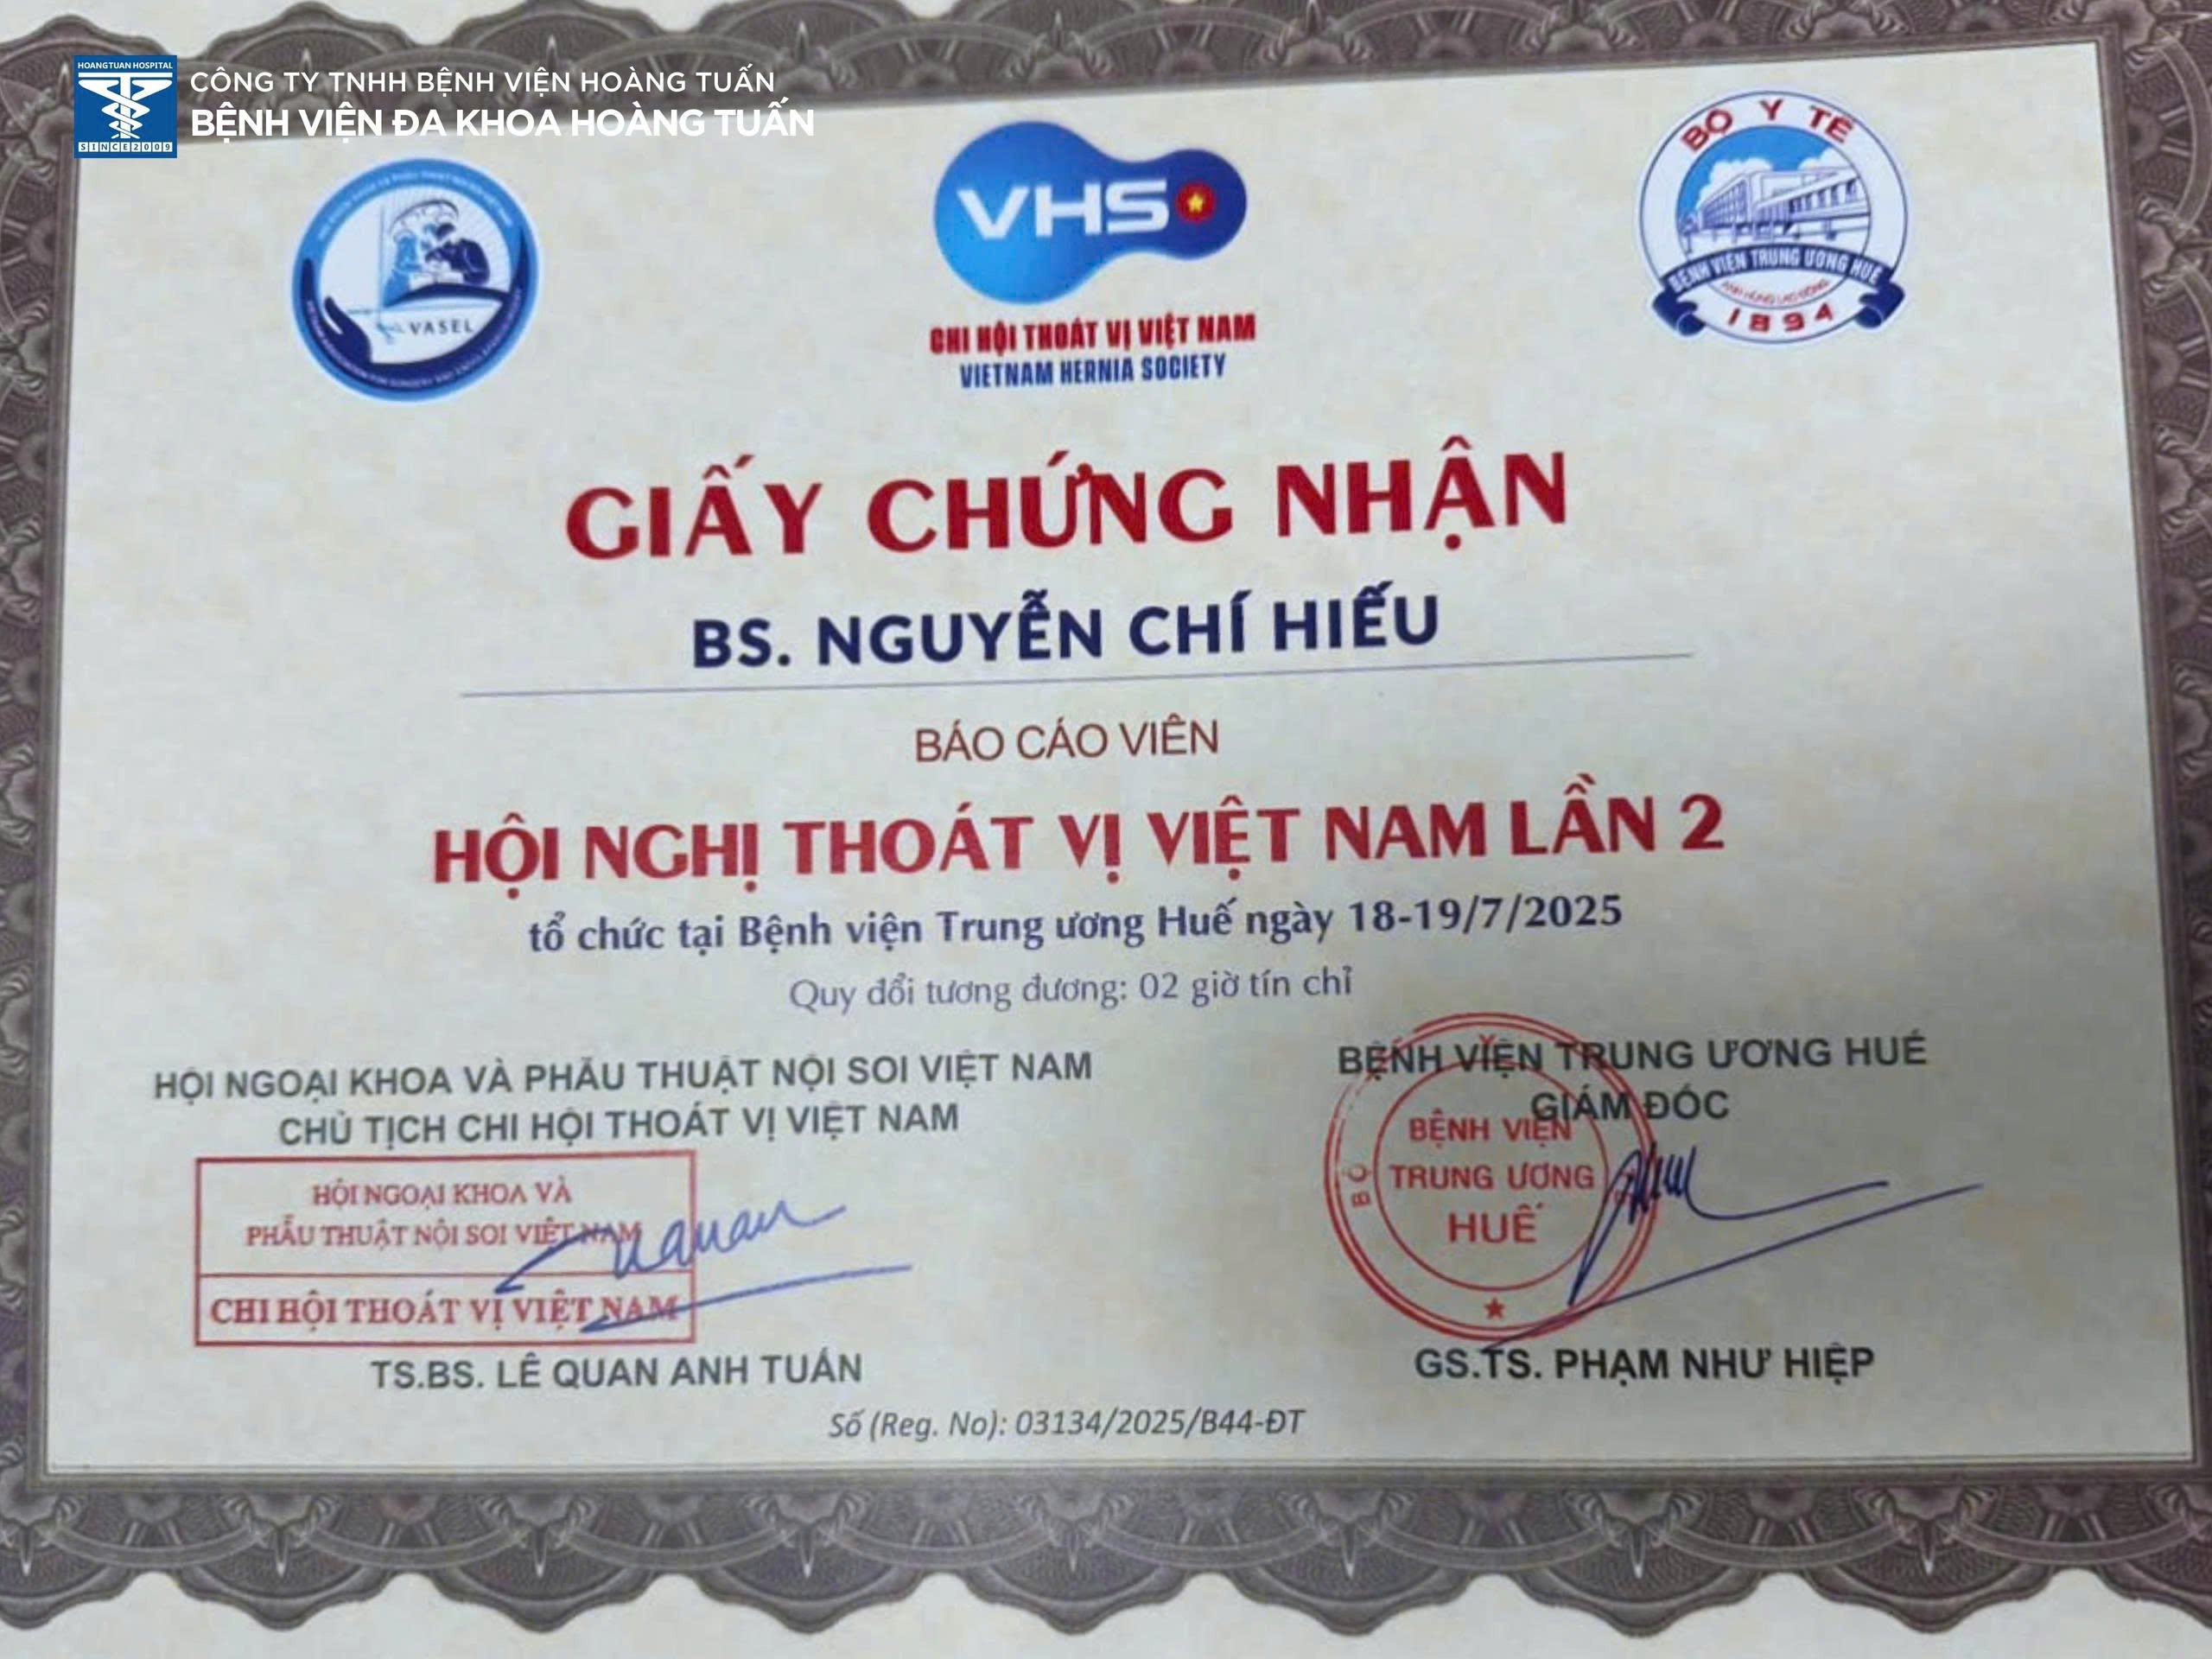 HOANGTUAN HOSPITAL
SINCE2009
CÔNG TY TNHH BỆNH VIỆN HOÀNG TUẤN
BỆNH VIỆN ĐA KHOA HOÀNG TUẤN
VASEL
VHS
CHI HỘI THOÁT VỊ VIỆT NAM
VIETNAM HERNIA SOCIETY
BỘ Y TẾ
BỆNH VIỆN TRUNG ƯƠNG HUẾ
ANH HÙNG LAO ĐỘNG
1894
GIẤY CHỨNG NHẬN
BS. NGUYỄN CHÍ HIẾU
BÁO CÁO VIÊN
HỘI NGHỊ THOÁT VỊ VIỆT NAM LẦN 2
tổ chức tại Bệnh viện Trung ương Huế ngày 18-19/7/2025
Quy đổi tương đương: 02 giờ tín chỉ
HỘI NGOẠI KHOA VÀ PHẪU THUẬT NỘI SOI VIỆT NAM
CHỦ TỊCH CHI HỘI THOÁT VỊ VIỆT NAM
HỘI NGOẠI KHOA VÀ
PHẪU THUẬT NỘI SOI VIỆT NAM
CHI HỘI THOÁT VỊ VIỆT NAM
TS.BS. LÊ QUAN ANH TUẤN
BỆNH VIỆN TRUNG ƯƠNG HUẾ
GIÁM ĐỐC
BỆNH VIỆN
TRUNG ƯƠNG
HUẾ
GS.TS. PHẠM NHƯ HIỆP
Số (Reg. No): 03134/2025/B44-ĐT